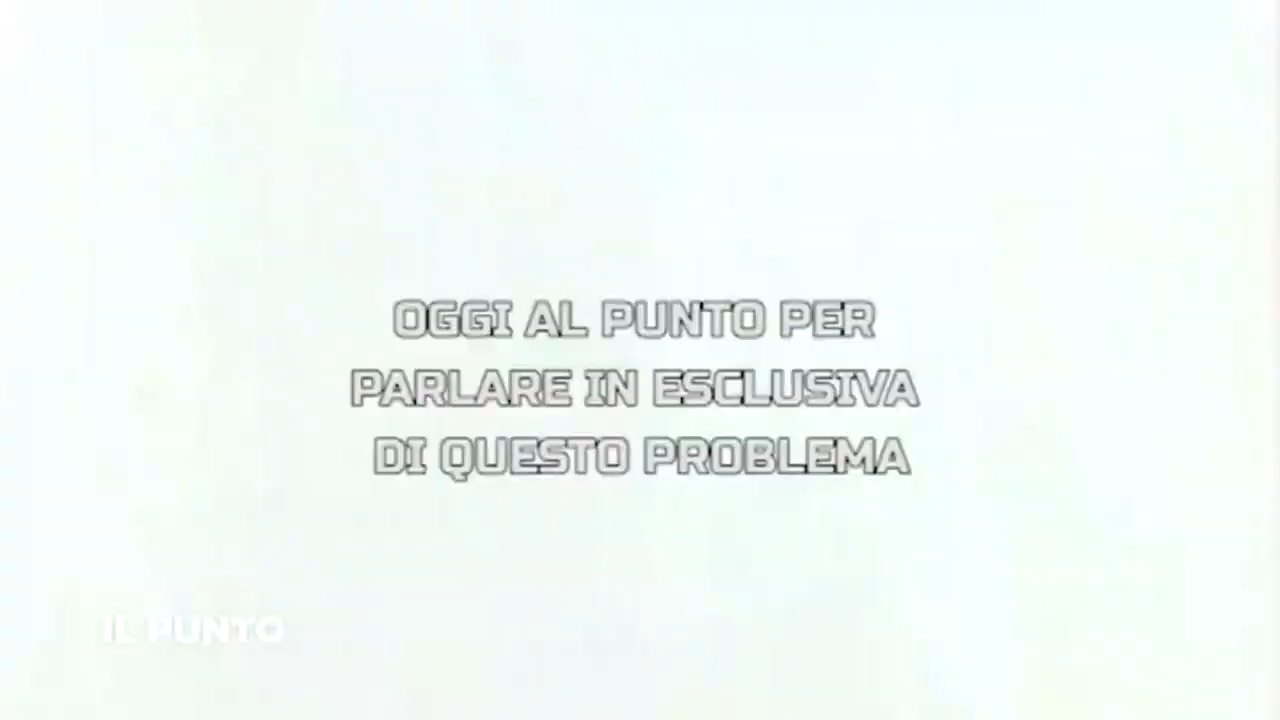 OGGI AL PUNTO PER
PARLARE IN ESCLUSIVA
DI QUESTO PROBLEMA
IL PUNTO